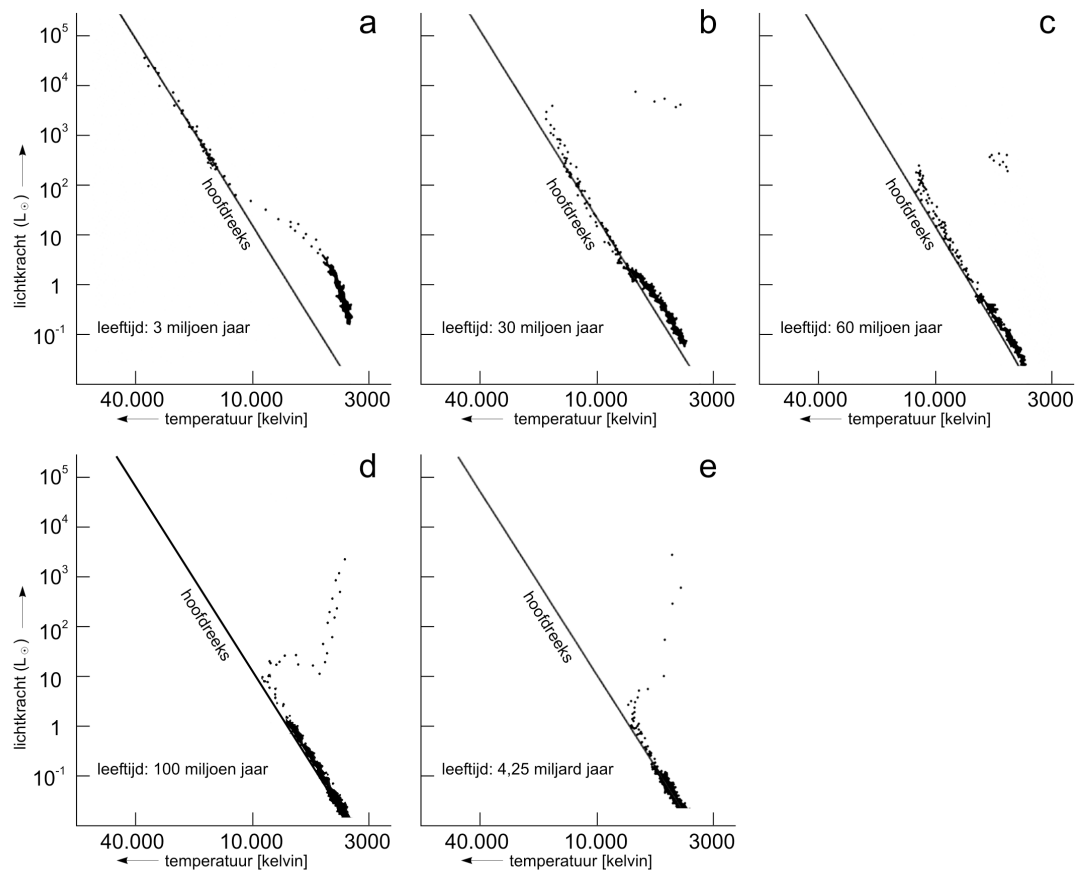 a
10⁵
10⁴
10³
10²
10
1
10⁻¹
lichtkracht (L☉)
hoofdreeks
leeftijd: 3 miljoen jaar
40.000 10.000 3000
temperatuur [kelvin]
b
hoofdreeks
leeftijd: 30 miljoen jaar
40.000 10.000 3000
temperatuur [kelvin]
c
hoofdreeks
leeftijd: 60 miljoen jaar
40.000 10.000 3000
temperatuur [kelvin]
d
10⁵
10⁴
10³
10²
10
1
10⁻¹
lichtkracht (L☉)
hoofdreeks
leeftijd: 100 miljoen jaar
40.000 10.000 3000
temperatuur [kelvin]
e
hoofdreeks
leeftijd: 4,25 miljard jaar
40.000 10.000 3000
temperatuur [kelvin]